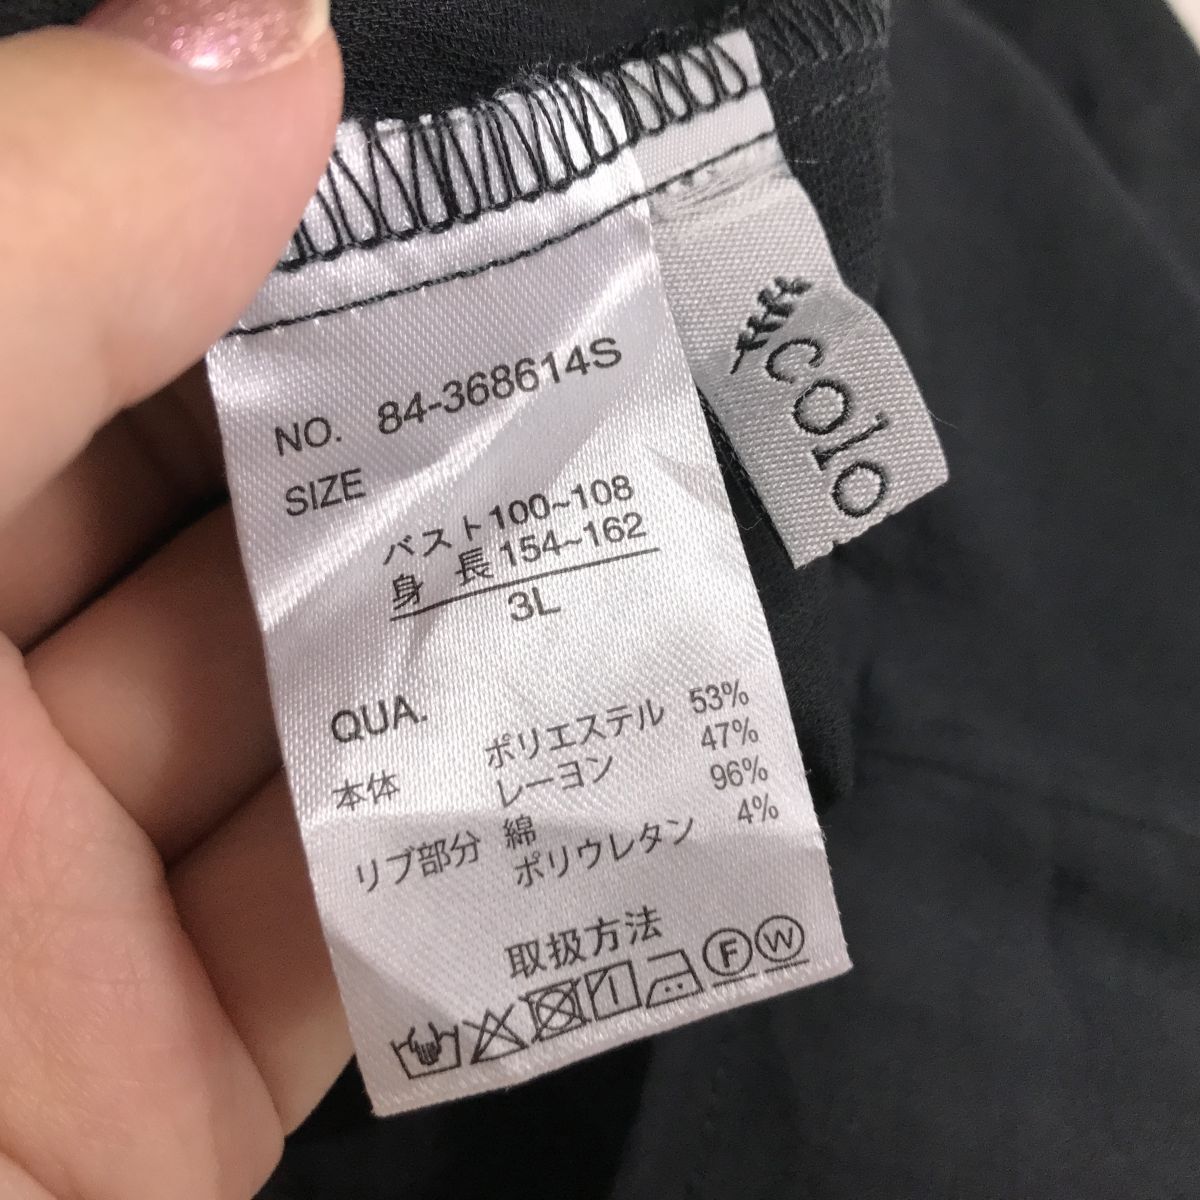 NO. 84-368614S
SIZE
バスト100~108
身 長154~162
3L
QUA.
本体 ポリエステル 53%
レーヨン 47%
リブ部分 綿 96%
ポリウレタン 4%
取扱方法
F W
colo